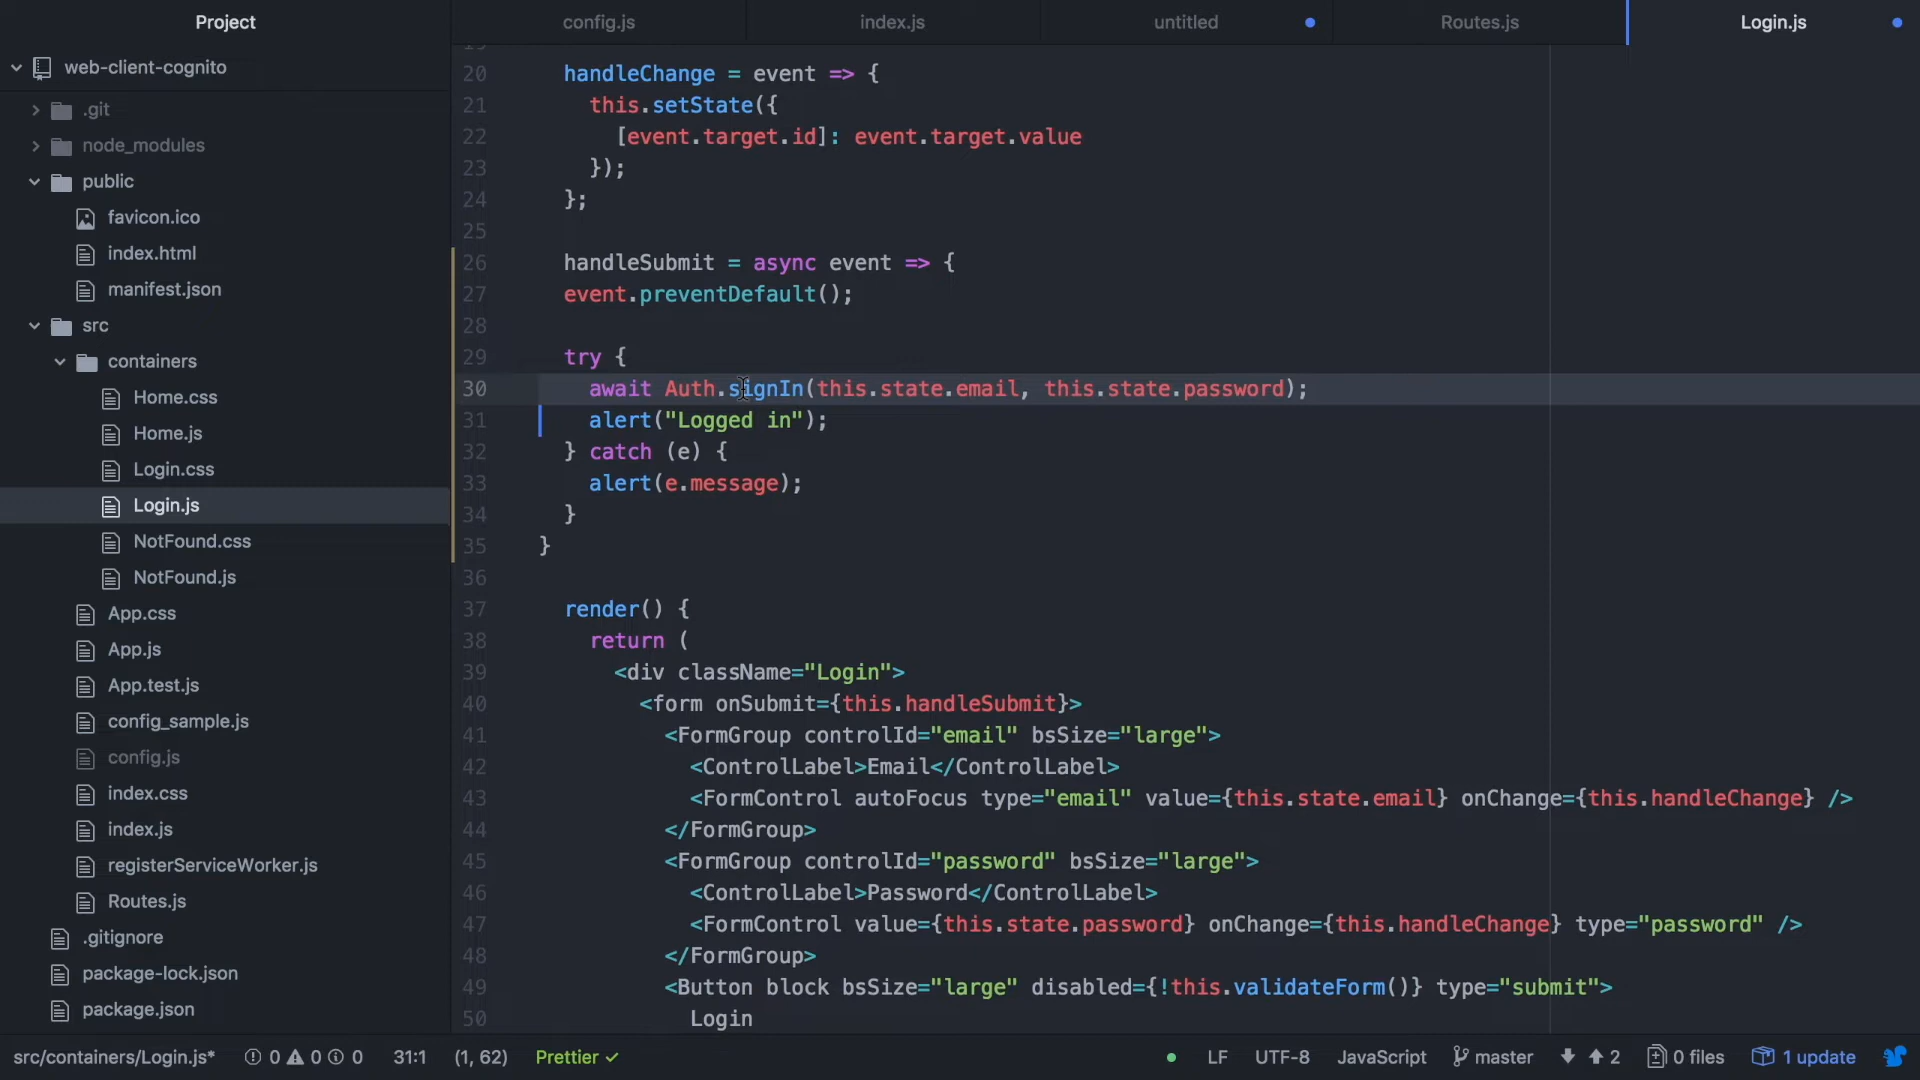 Project
config.js
index.js
untitled
Routes.js
Login.js
web-client-cognito
.git
node_modules
public
favicon.ico
index.html
manifest.json
src
containers
Home.css
Home.js
Login.css
Login.js
NotFound.css
NotFound.js
App.css
App.js
App.test.js
config_sample.js
config.js
index.css
index.js
registerServiceWorker.js
Routes.js
.gitignore
package-lock.json
package.json
20 handleChange = event => {
21 this.setState({
22 [event.target.id]: event.target.value
23 });
24 };
25
26 handleSubmit = async event => {
27 event.preventDefault();
28
29 try {
30 await Auth.signIn(this.state.email, this.state.password);
31 alert("Logged in");
32 } catch (e) {
33 alert(e.message);
34 }
35 }
36
37 render() {
38 return (
39 <div className="Login">
40 <form onSubmit={this.handleSubmit}>
41 <FormGroup controlId="email" bsSize="large">
42 <ControlLabel>Email</ControlLabel>
43 <FormControl autoFocus type="email" value={this.state.email} onChange={this.handleChange} />
44 </FormGroup>
45 <FormGroup controlId="password" bsSize="large">
46 <ControlLabel>Password</ControlLabel>
47 <FormControl value={this.state.password} onChange={this.handleChange} type="password" />
48 </FormGroup>
49 <Button block bsSize="large" disabled={!this.validateForm()} type="submit">
50 Login
src/containers/Login.js* 0 0 0 31:1 (1, 62) Prettier ✓ LF UTF-8 JavaScript master 2 0 files 1 update